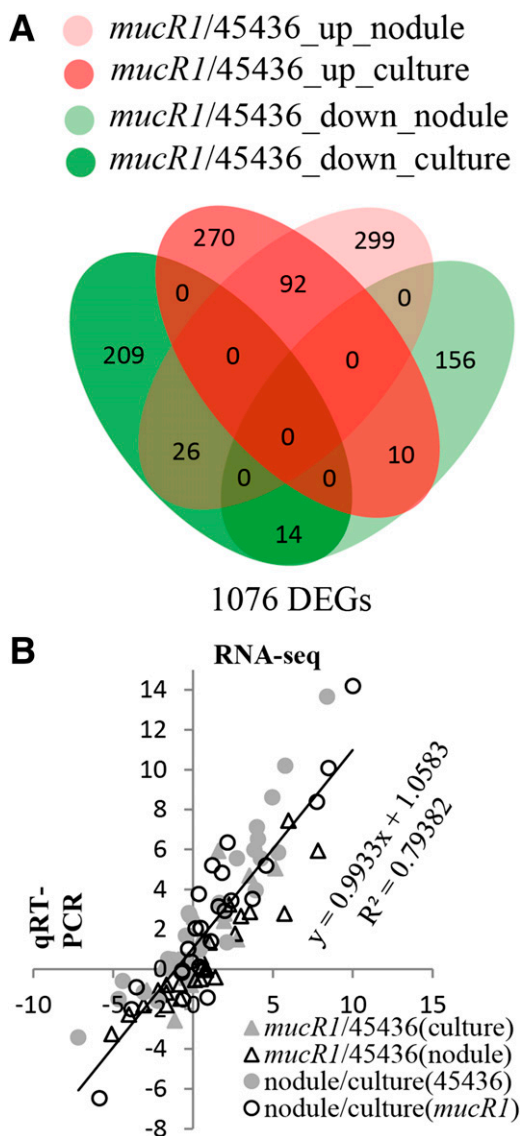 A
mucR1/45436_up_nodule
mucR1/45436_up_culture
mucR1/45436_down_nodule
mucR1/45436_down_culture
270
299
0
92
0
209
0
0
156
26
0
10
0
0
14
1076 DEGs
B
RNA-seq
14
12
10
8
6
4
2
0
-2
-4
-6
-8
-10
-5
0
5
10
15
qRT-
PCR
y = 0.9933x + 1.0583
R² = 0.79382
mucR1/45436(culture)
mucR1/45436(nodule)
nodule/culture(45436)
nodule/culture(mucR1)